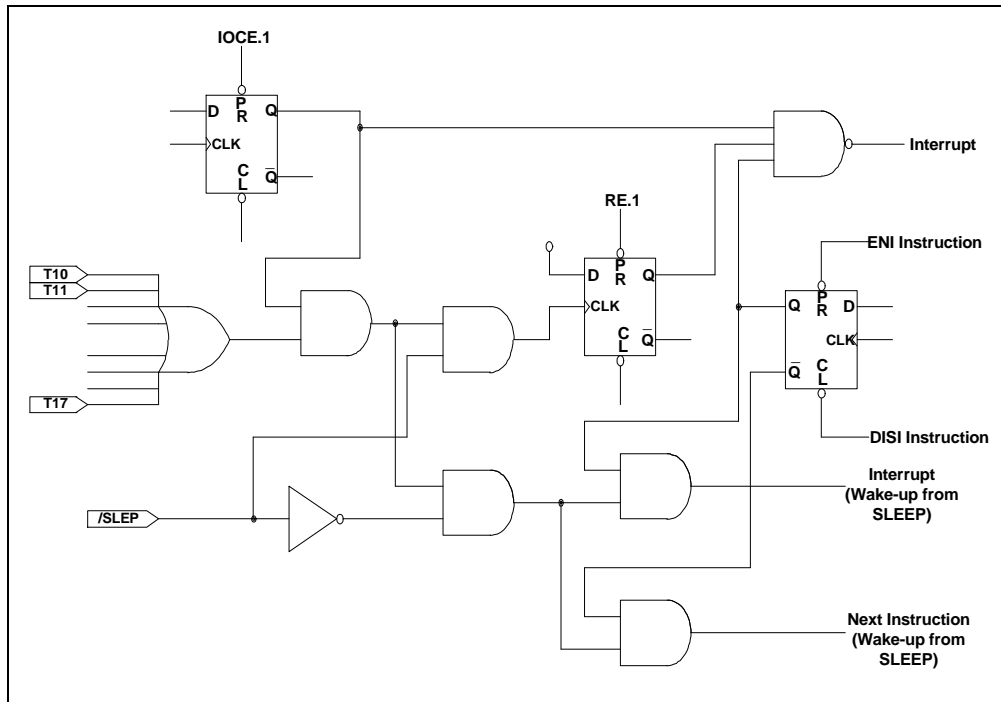 IOCE.1
D
P
R
Q
CLK
C
L
Q
Interrupt
RE.1
D
P
R
Q
CLK
C
L
Q
ENI Instruction
Q
P
R
D
CLK
Q
C
L
DISI Instruction
T10
T11
T17
/SLEP
Interrupt
(Wake-up from
SLEEP)
Next Instruction
(Wake-up from
SLEEP)